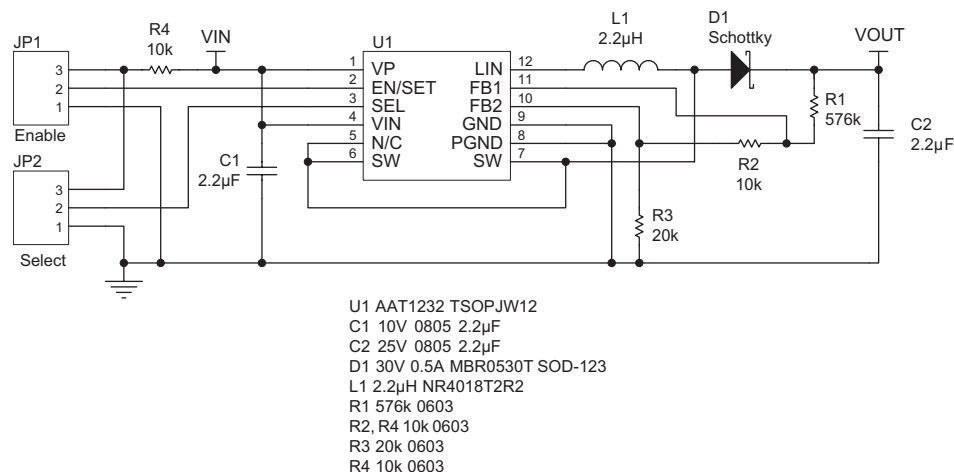 JP1
3
2
1
Enable
JP2
3
2
1
Select
R4
10k
VIN
C1
2.2µF
U1
1 VP
2 EN/SET
3 SEL
4 VIN
5 N/C
6 SW
LIN 12
FB1 11
FB2 10
GND 9
PGND 8
SW 7
L1
2.2µH
D1
Schottky
VOUT
R1
576k
C2
2.2µF
R2
10k
R3
20k
U1 AAT1232 TSOPJW12
C1 10V 0805 2.2µF
C2 25V 0805 2.2µF
D1 30V 0.5A MBR0530T SOD-123
L1 2.2µH NR4018T2R2
R1 576k 0603
R2, R4 10k 0603
R3 20k 0603
R4 10k 0603